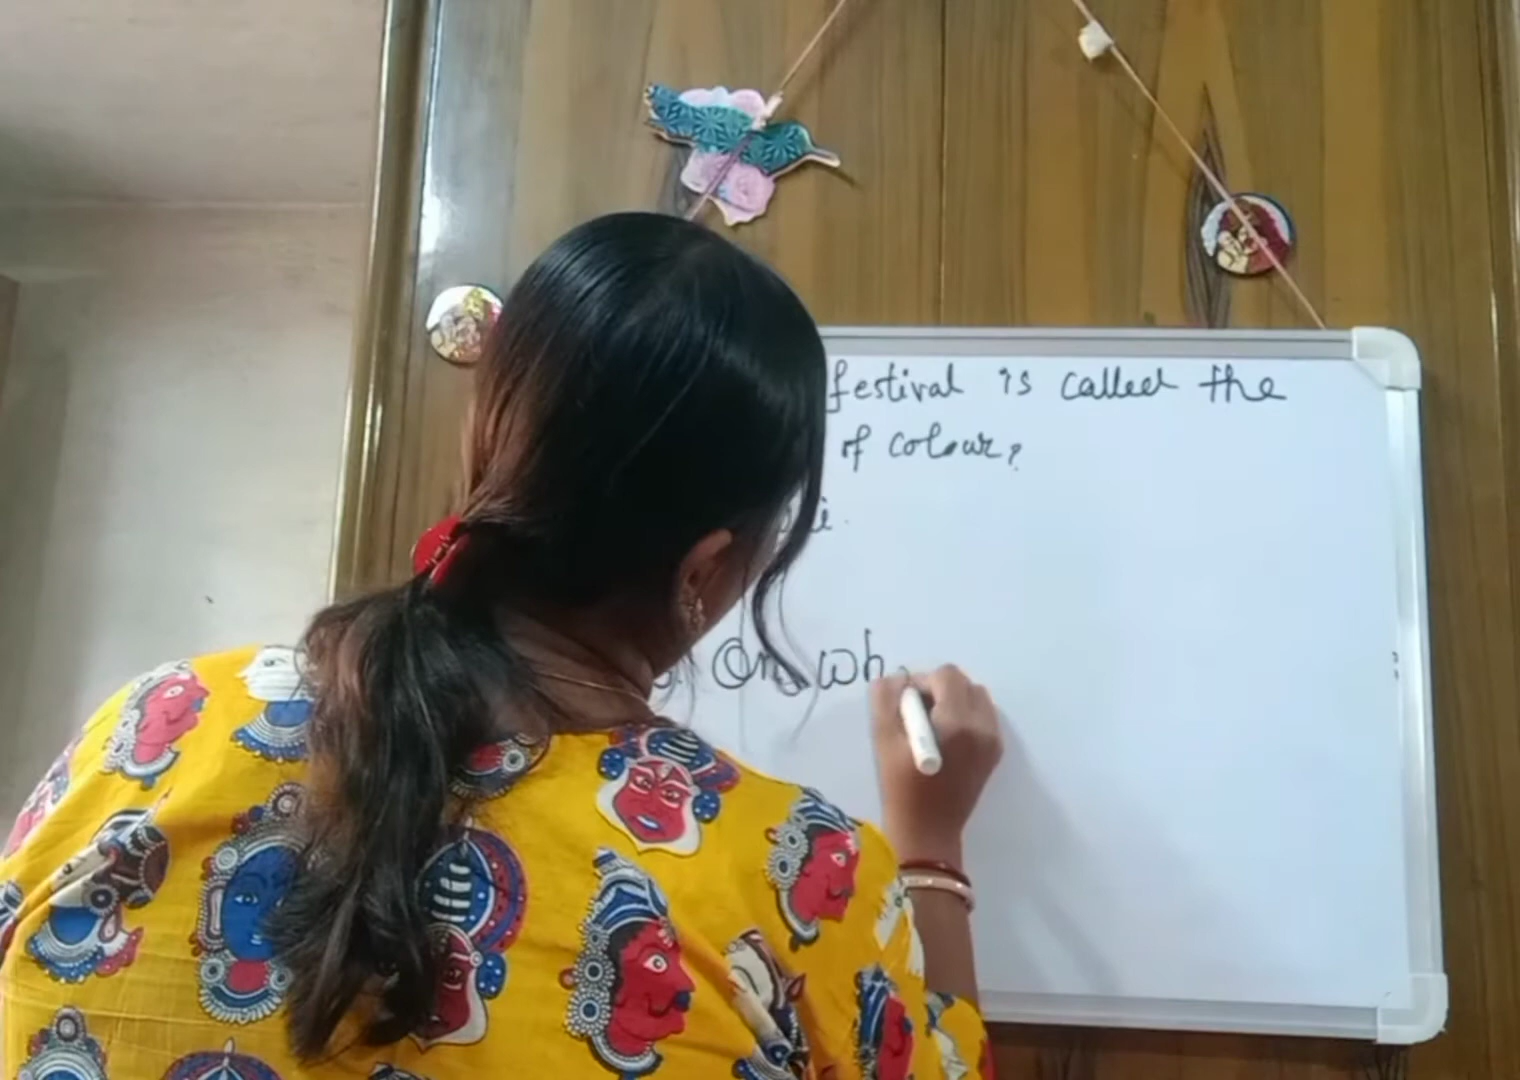 festival is called the
of colour?
On wh